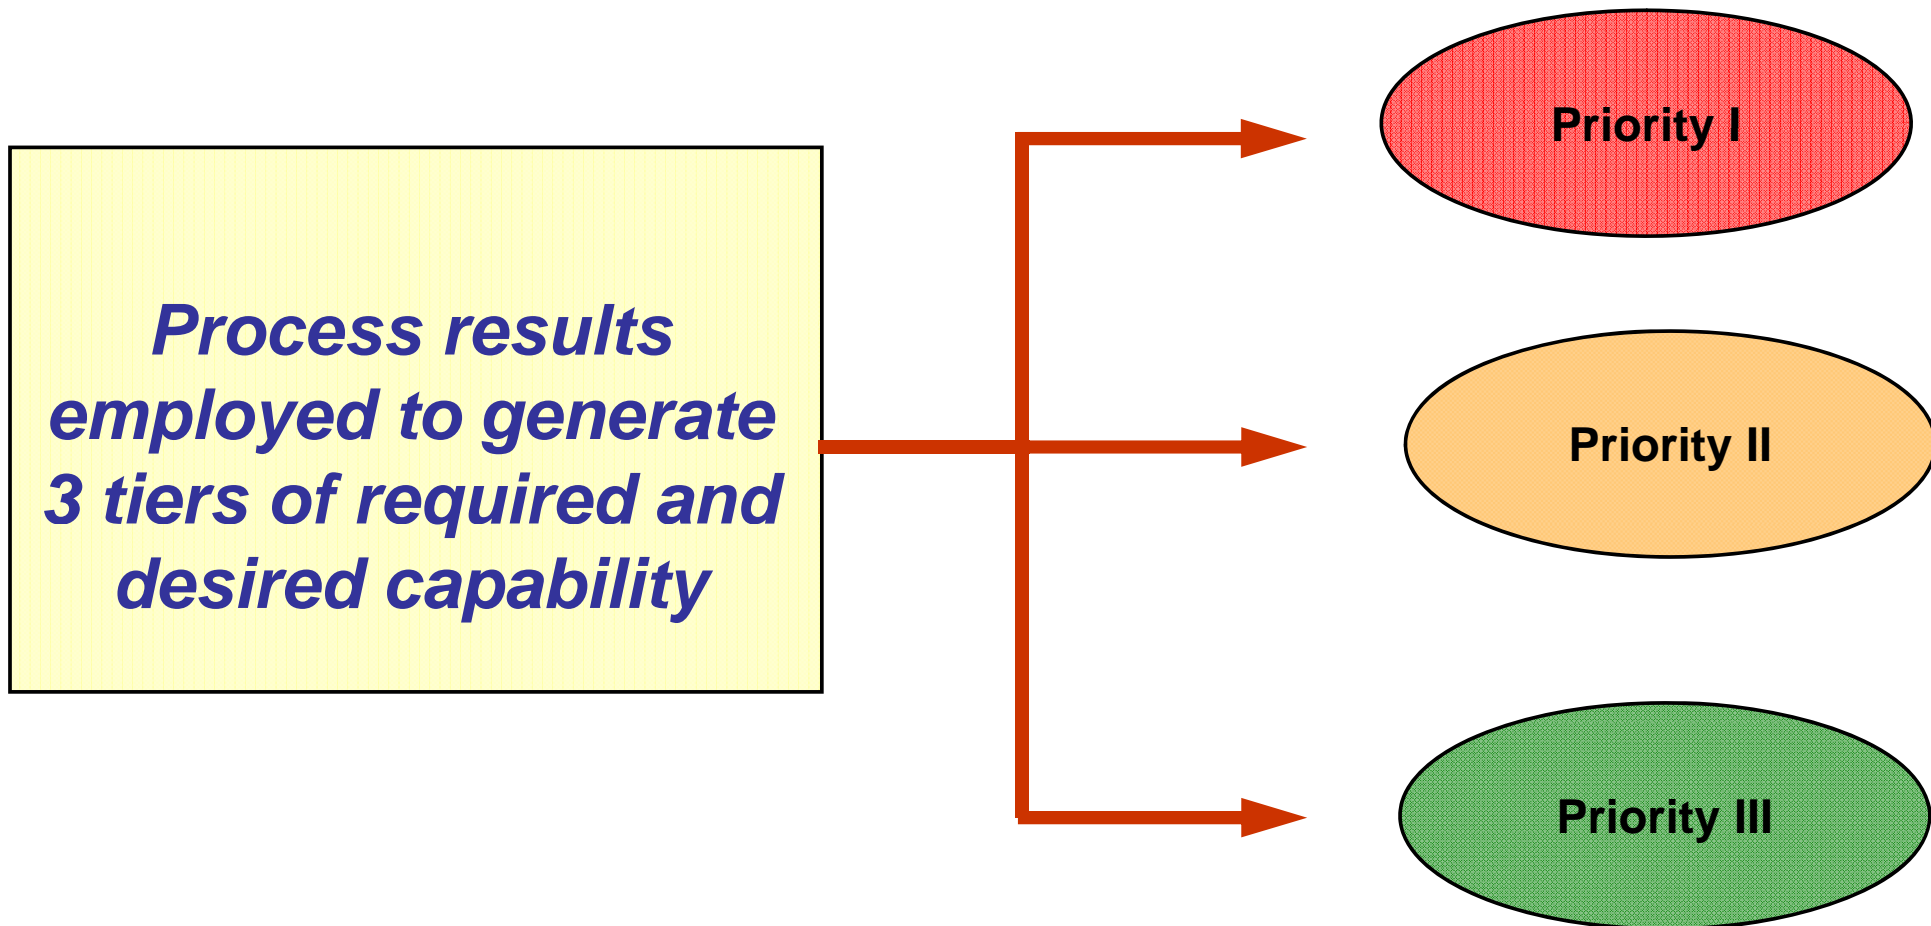 Process results
employed to generate
3 tiers of required and
desired capability
Priority I
Priority II
Priority III